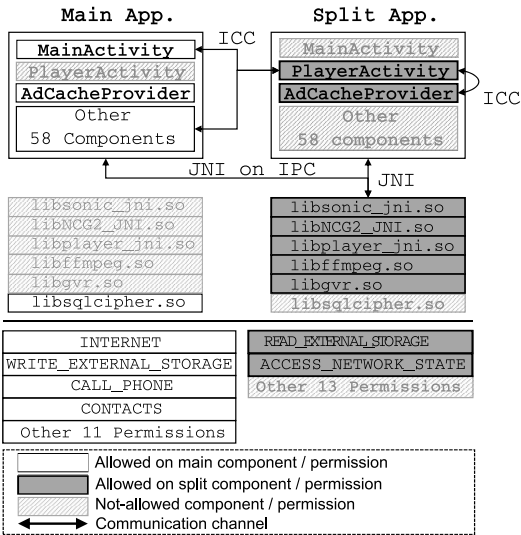 Main App.
Split App.
MainActivity
PlayerActivity
AdCacheProvider
Other
58 Components
ICC
MainActivity
PlayerActivity
AdCacheProvider
Other
58 components
ICC
JNI on IPC
JNI
libsonic_jni.so
libNCG2_JNI.so
libplayer_jni.so
libffmpeg.so
libgvr.so
libsqlcipher.so
libsonic_jni.so
libNCG2_JNI.so
libplayer_jni.so
libffmpeg.so
libgvr.so
libsqlcipher.so
INTERNET
WRITE_EXTERNAL_STORAGE
CALL_PHONE
CONTACTS
Other 11 Permissions
READ_EXTERNAL_STORAGE
ACCESS_NETWORK_STATE
Other 13 Permissions
Allowed on main component / permission
Allowed on split component / permission
Not-allowed component / permission
Communication channel